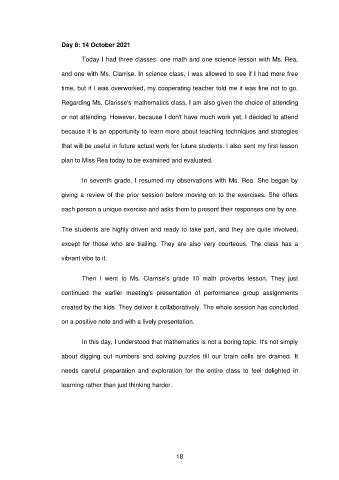 Day 8: 14 October 2021
Today I had three classes: one math and one science lesson with Ms. Rea,
and one with Ms. Clarrise. In science class, I was allowed to see if I had more free
time, but if I was overworked, my cooperating teacher told me it was fine not to go.
Regarding Ms. Clarisse's mathematics class, I am also given the choice of attending
or not attending. However, because I don't have much work yet, I decided to attend
because it is an opportunity to learn more about teaching techniques and strategies
that will be useful in future actual work for future students. I also sent my first lesson
plan to Miss Rea today to be examined and evaluated.
In seventh grade, I resumed my observations with Ms. Rea. She began by
giving a review of the prior session before moving on to the exercises. She offers
each person a unique exercise and asks them to present their responses one by one.
The students are highly driven and ready to take part, and they are quite involved,
except for those who are trailing. They are also very courteous. The class has a
vibrant vibe to it.
Then I went to Ms. Clarrise's grade 10 math proverbs lesson. They just
continued the earlier meeting's presentation of performance group assignments
created by the kids. They deliver it collaboratively. The whole session has concluded
on a positive note and with a lively presentation.
In this day, I understood that mathematics is not a boring topic. It's not simply
about digging out numbers and solving puzzles till our brain cells are drained. It
needs careful preparation and exploration for the entire class to feel delighted in
learning rather than just thinking harder.
18